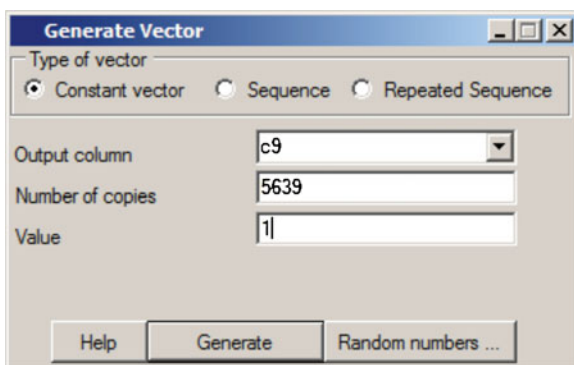 Generate Vector
Type of vector
Constant vector Sequence Repeated Sequence
Output column c9
Number of copies 5639
Value 1
Help Generate Random numbers ...